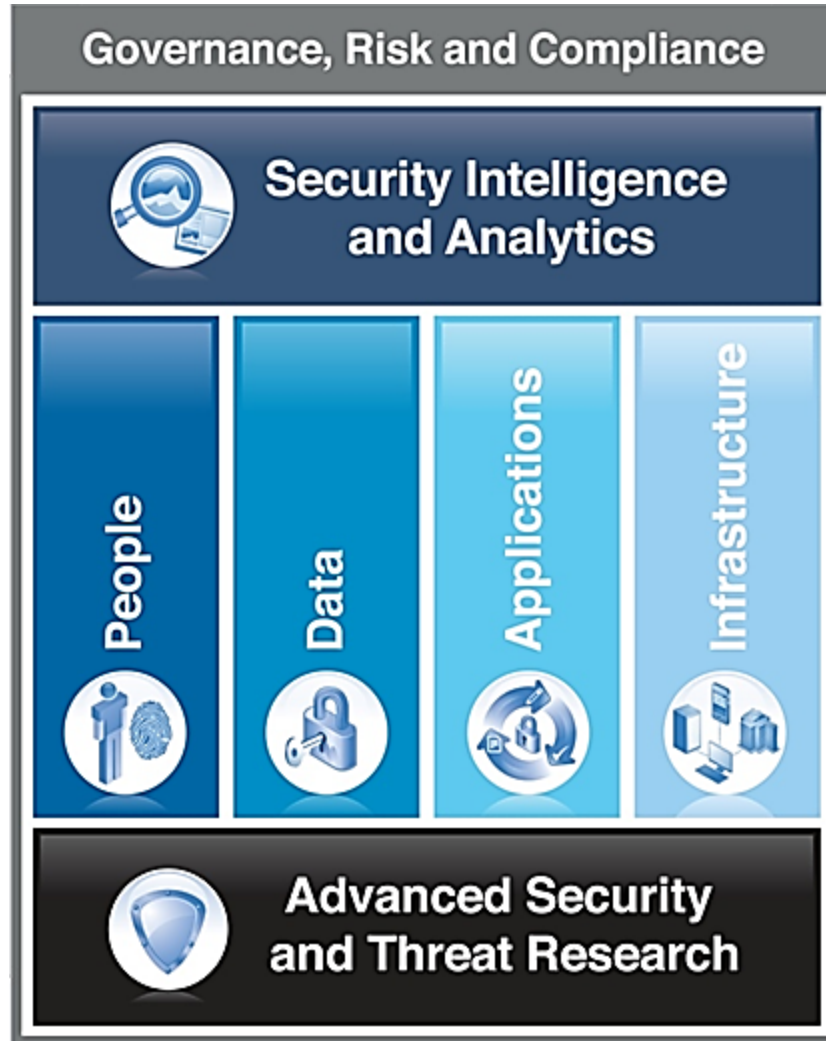 Governance, Risk and Compliance
Security Intelligence
and Analytics
People
Data
Applications
Infrastructure
Advanced Security
and Threat Research